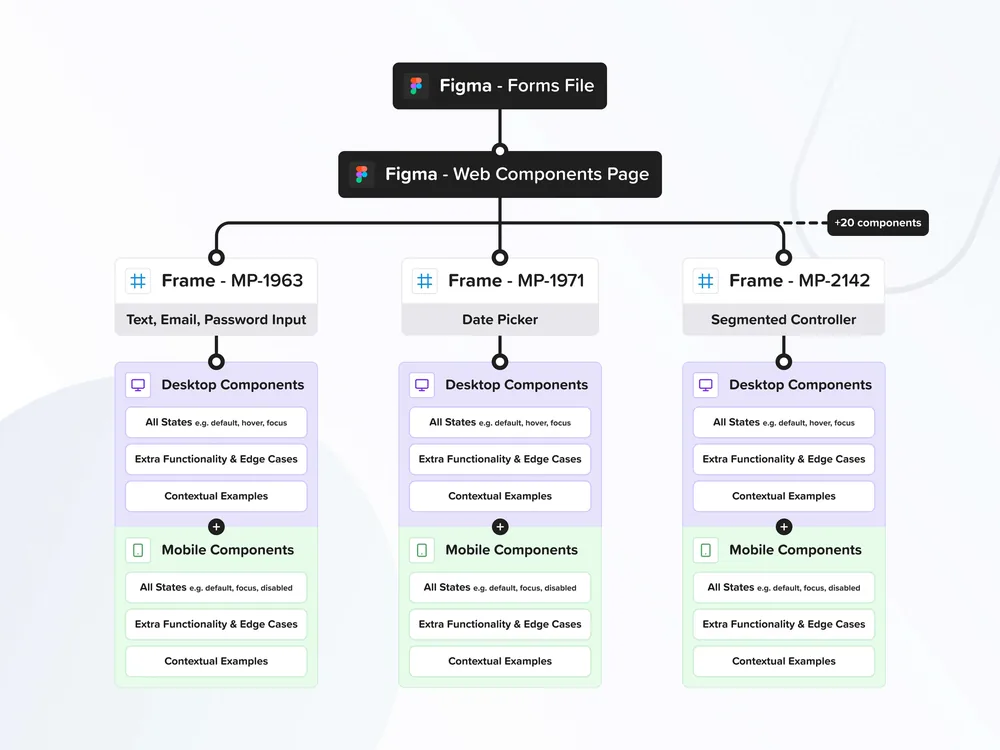 Figma - Forms File
Figma - Web Components Page
+20 components
Frame - MP-1963
Text, Email, Password Input
Desktop Components
All States e.g. default, hover, focus
Extra Functionality & Edge Cases
Contextual Examples
Mobile Components
All States e.g. default, focus, disabled
Extra Functionality & Edge Cases
Contextual Examples
Frame - MP-1971
Date Picker
Desktop Components
All States e.g. default, hover, focus
Extra Functionality & Edge Cases
Contextual Examples
Mobile Components
All States e.g. default, focus, disabled
Extra Functionality & Edge Cases
Contextual Examples
Frame - MP-2142
Segmented Controller
Desktop Components
All States e.g. default, hover, focus
Extra Functionality & Edge Cases
Contextual Examples
Mobile Components
All States e.g. default, focus, disabled
Extra Functionality & Edge Cases
Contextual Examples